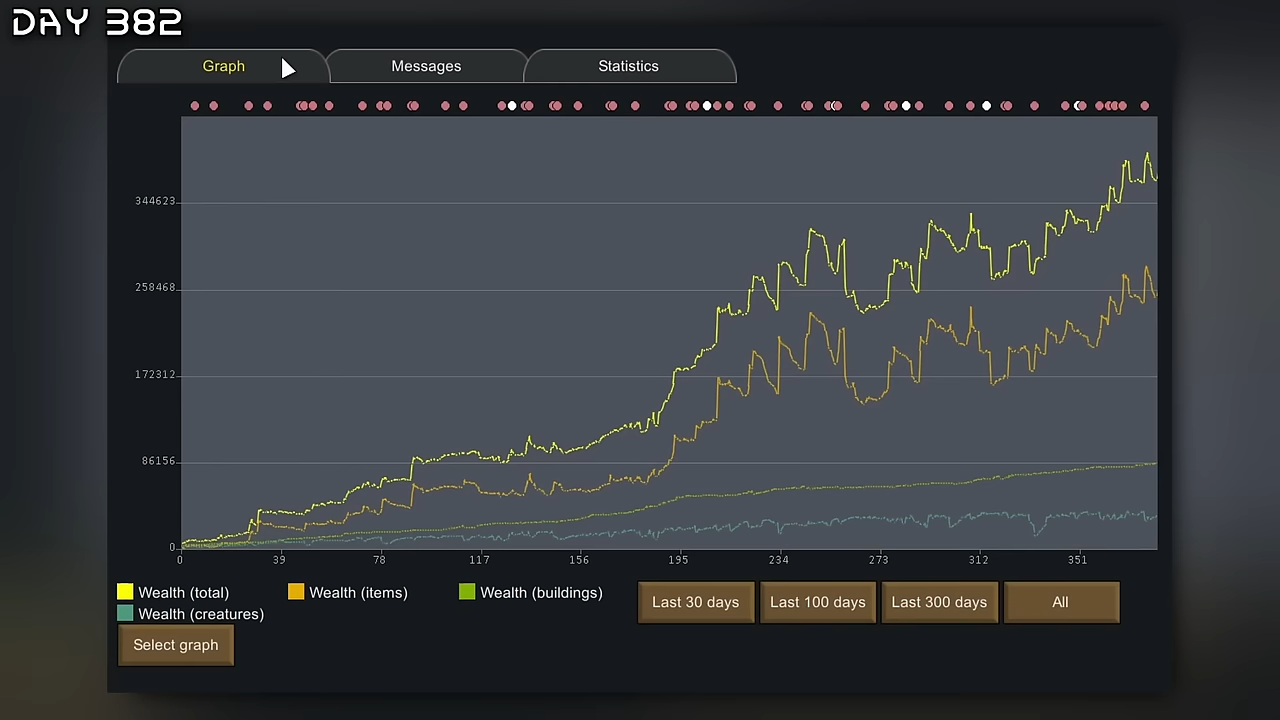 DAY 382
Graph Messages Statistics
344623
258468
172312
86156
0
0 39 78 117 156 195 234 273 312 351
Wealth (total) Wealth (items) Wealth (buildings)
Wealth (creatures)
Last 30 days Last 100 days Last 300 days All
Select graph